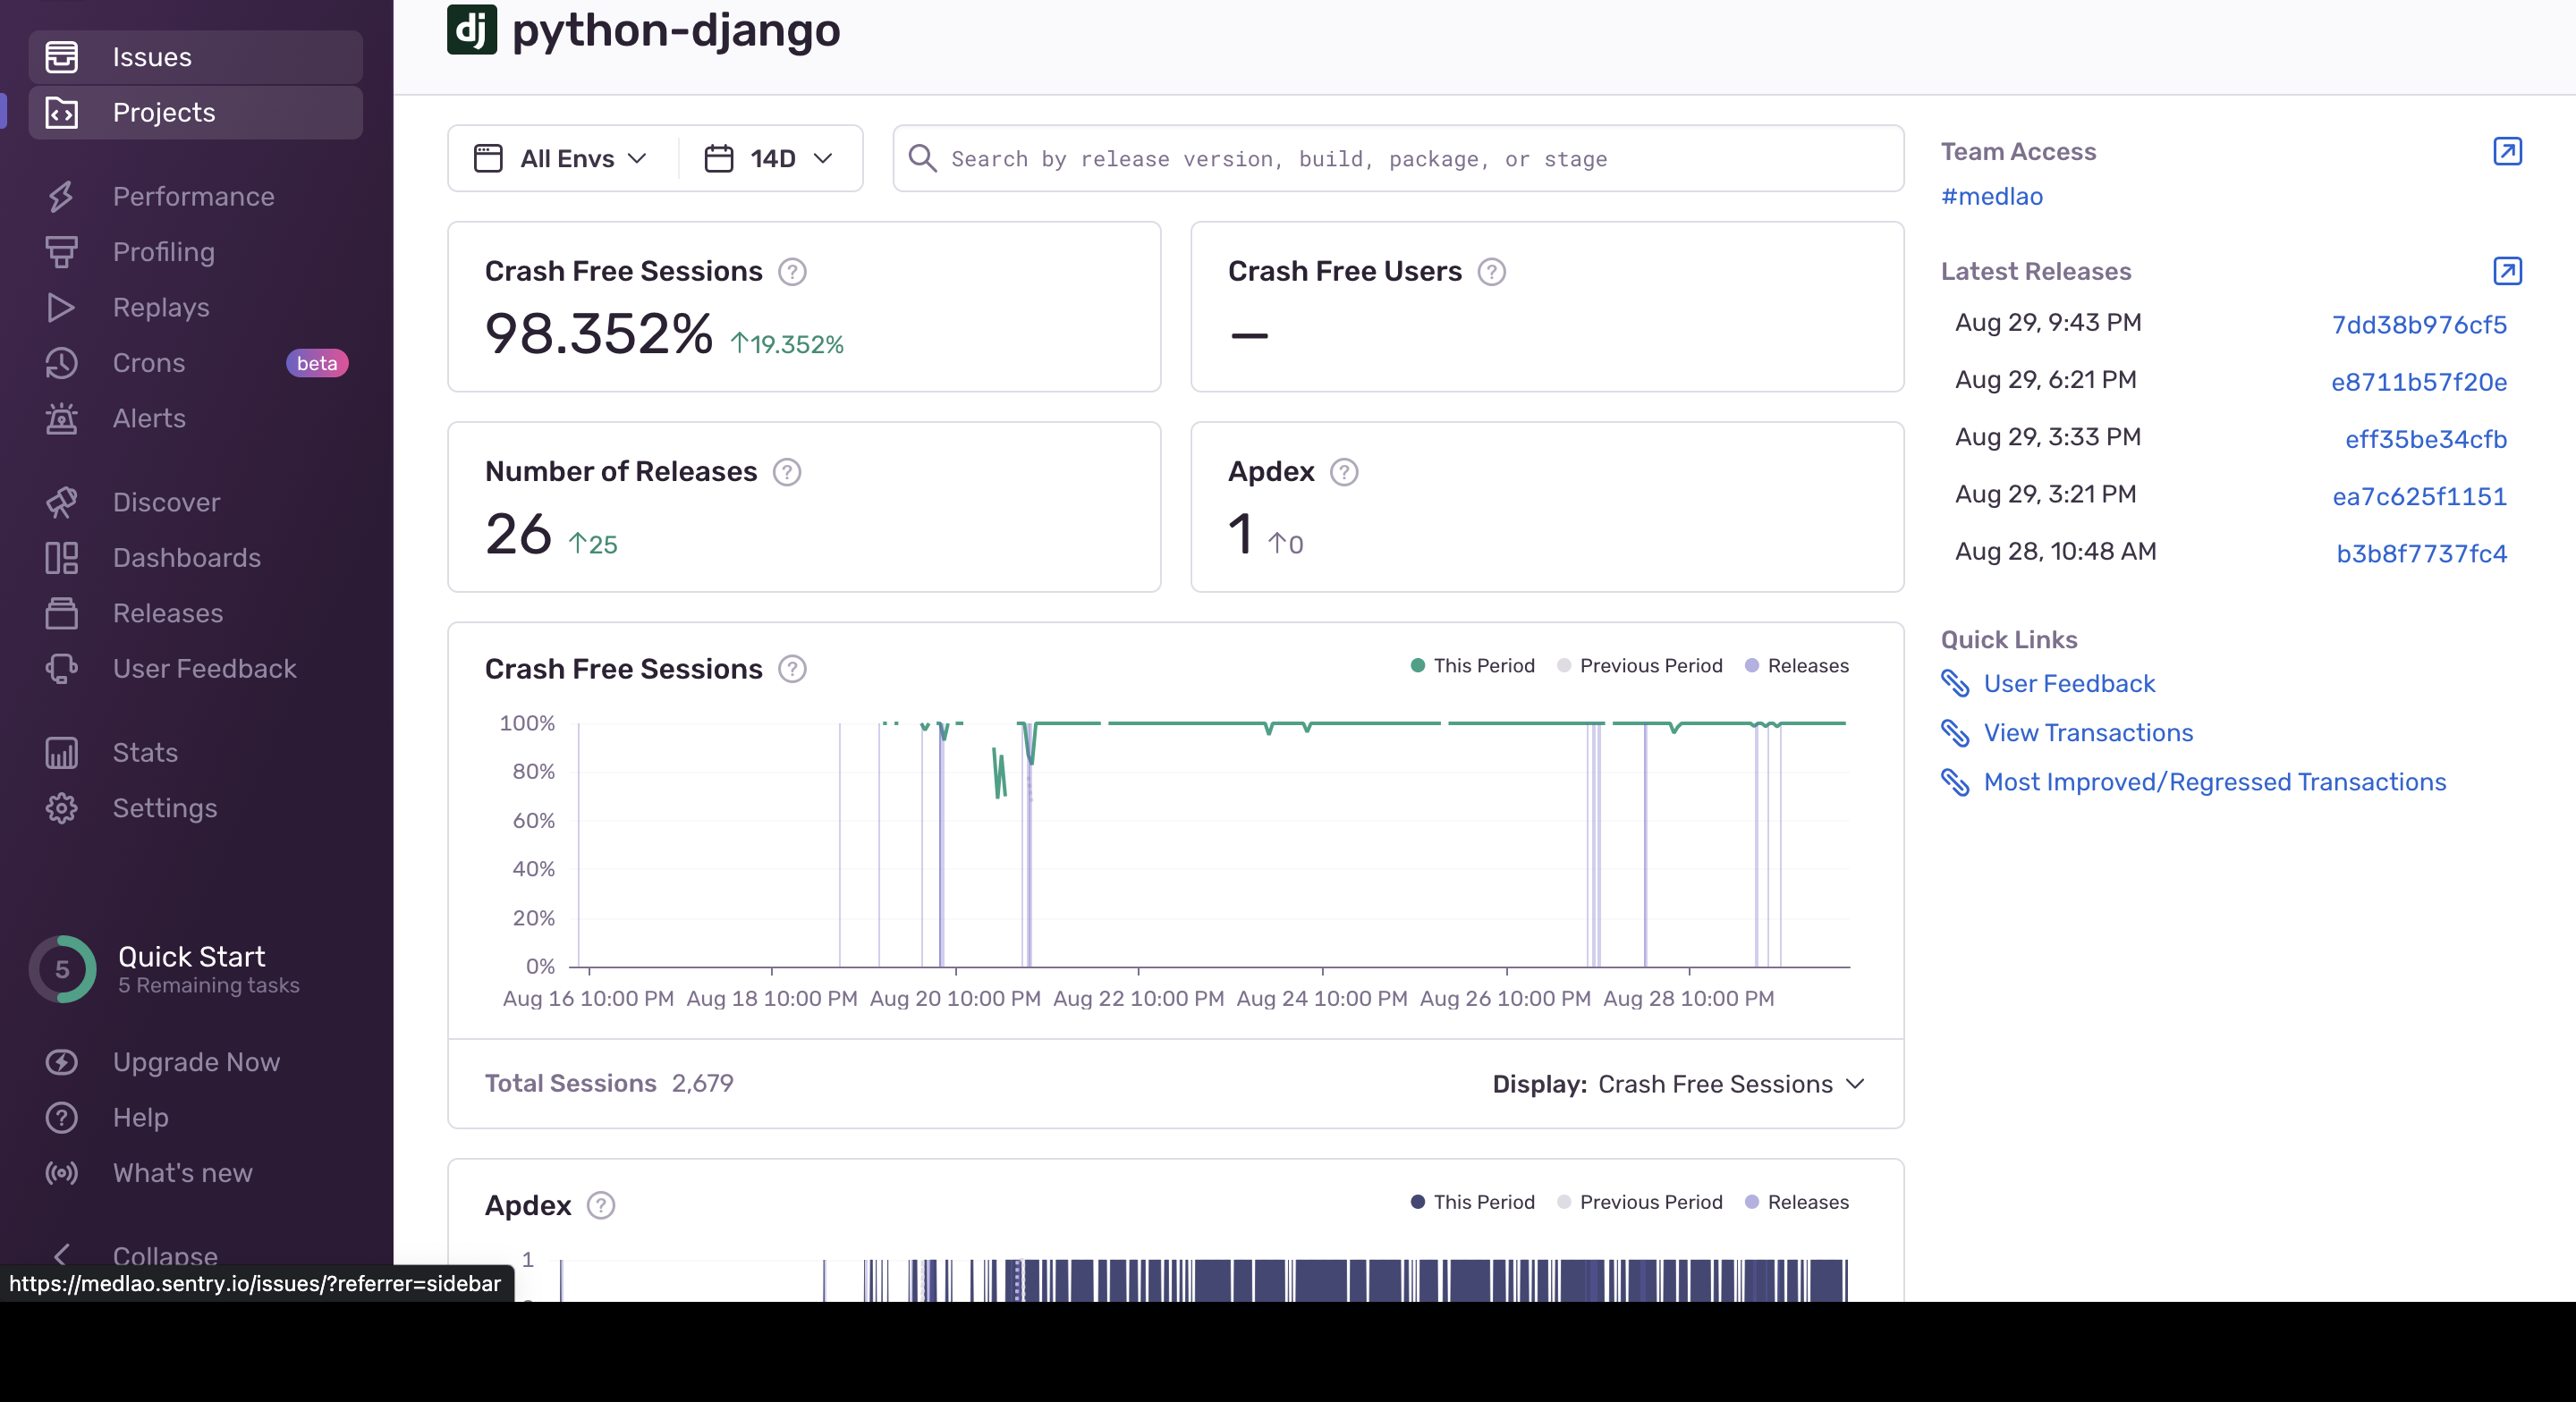 Issues
Projects
Performance
Profiling
Replays
Crons beta
Alerts
Discover
Dashboards
Releases
User Feedback
Stats
Settings
5
Quick Start
5 Remaining tasks
Upgrade Now
Help
What's new
Collapse
https://medlao.sentry.io/issues/?referrer=sidebar
dj python-django
All Envs 14D Search by release version, build, package, or stage
Crash Free Sessions ?
98.352% ↑19.352%
Crash Free Users ?
—
Number of Releases ?
26 ↑25
Apdex ?
1 ↑0
Crash Free Sessions ? This Period Previous Period Releases
100%
80%
60%
40%
20%
0%
Aug 16 10:00 PM Aug 18 10:00 PM Aug 20 10:00 PM Aug 22 10:00 PM Aug 24 10:00 PM Aug 26 10:00 PM Aug 28 10:00 PM
Total Sessions 2,679 Display: Crash Free Sessions
Apdex ? This Period Previous Period Releases
1
Team Access
#medlao
Latest Releases
Aug 29, 9:43 PM 7dd38b976cf5
Aug 29, 6:21 PM e8711b57f20e
Aug 29, 3:33 PM eff35be34cfb
Aug 29, 3:21 PM ea7c625f1151
Aug 28, 10:48 AM b3b8f7737fc4
Quick Links
User Feedback
View Transactions
Most Improved/Regressed Transactions